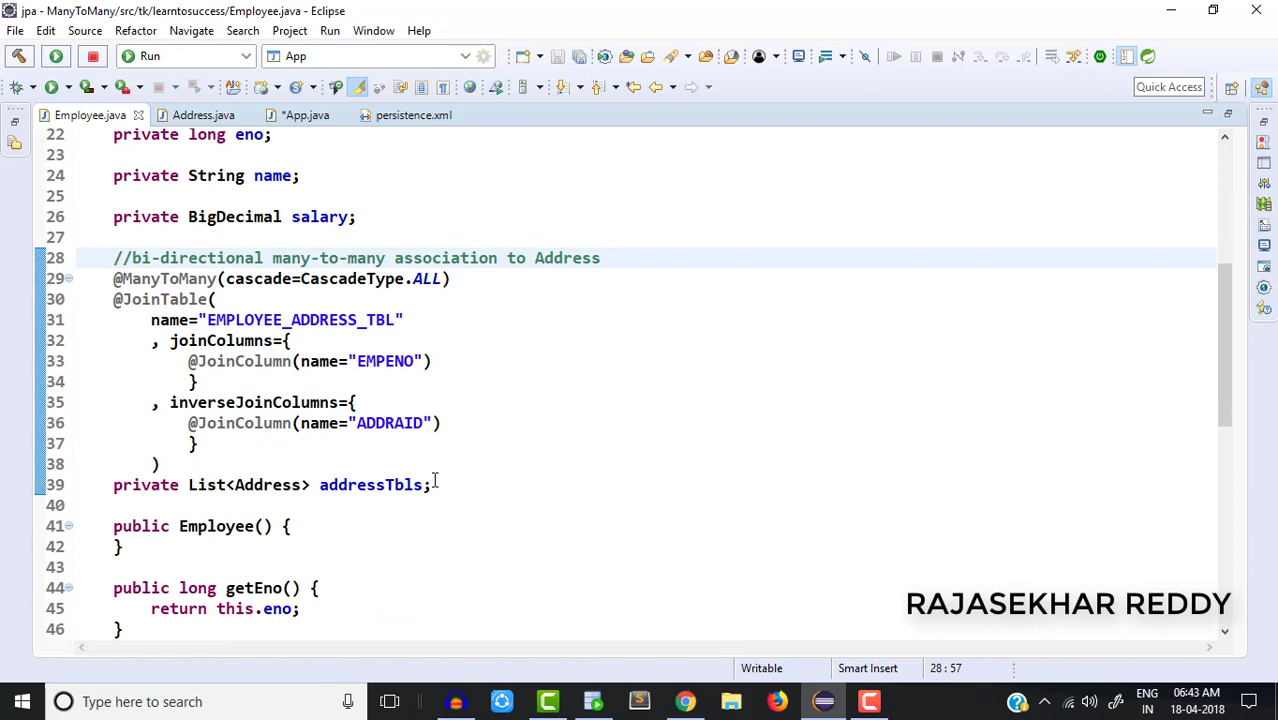 jpa - ManyToMany/src/tk/learntosuccess/Employee.java - Eclipse
File Edit Source Refactor Navigate Search Project Run Window Help
Run App
Quick Access
Employee.java Address.java *App.java persistence.xml
22 private long eno;
23
24 private String name;
25
26 private BigDecimal salary;
27
28 //bi-directional many-to-many association to Address
29 @ManyToMany(cascade=CascadeType.ALL)
30 @JoinTable(
31 name="EMPLOYEE_ADDRESS_TBL"
32 , joinColumns={
33 @JoinColumn(name="EMPENO")
34 }
35 , inverseJoinColumns={
36 @JoinColumn(name="ADDRAID")
37 }
38 )
39 private List<Address> addressTbls;
40
41 public Employee() {
42 }
43
44 public long getEno() {
45 return this.eno;
46 }
RAJASEKHAR REDDY
Writable Smart Insert 28 : 57
Type here to search
ENG 06:43 AM
IN 18-04-2018